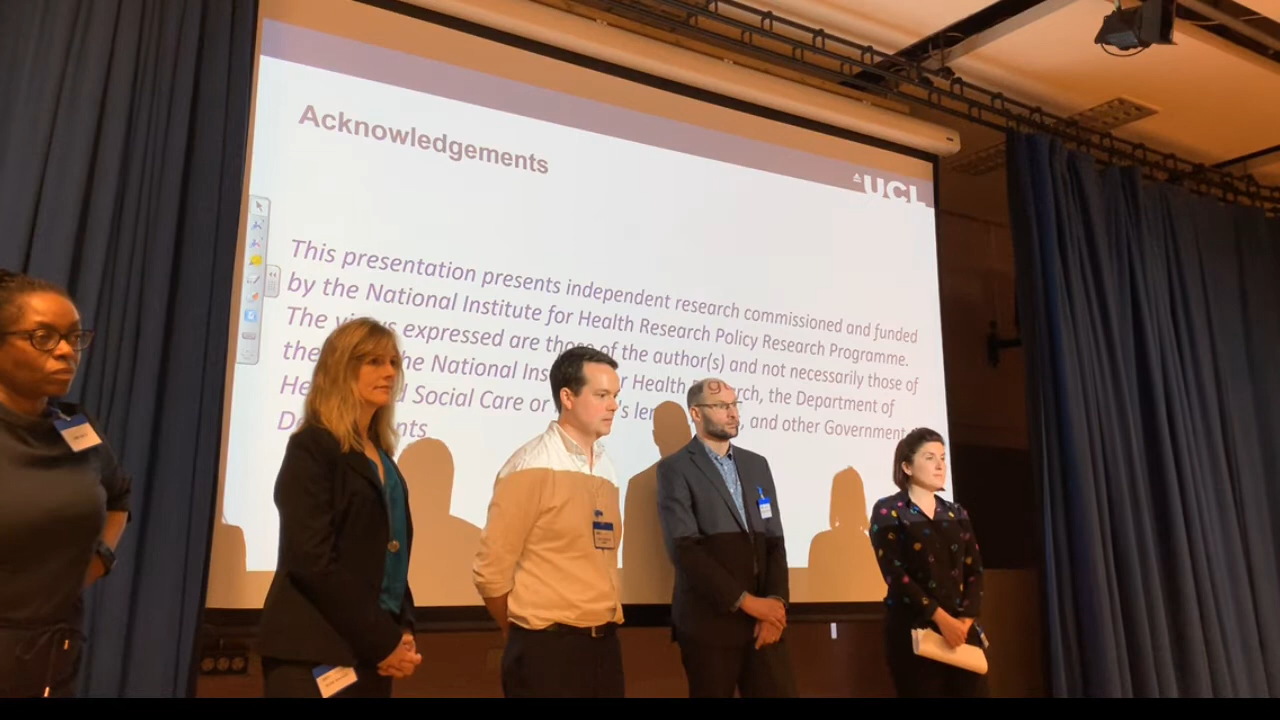 Acknowledgements
UCL
This presentation presents independent research commissioned and funded
by the National Institute for Health Research Policy Research Programme.
The views expressed are those of the author(s) and not necessarily those of
the the National for Health the Department of
Social Care or and other Government